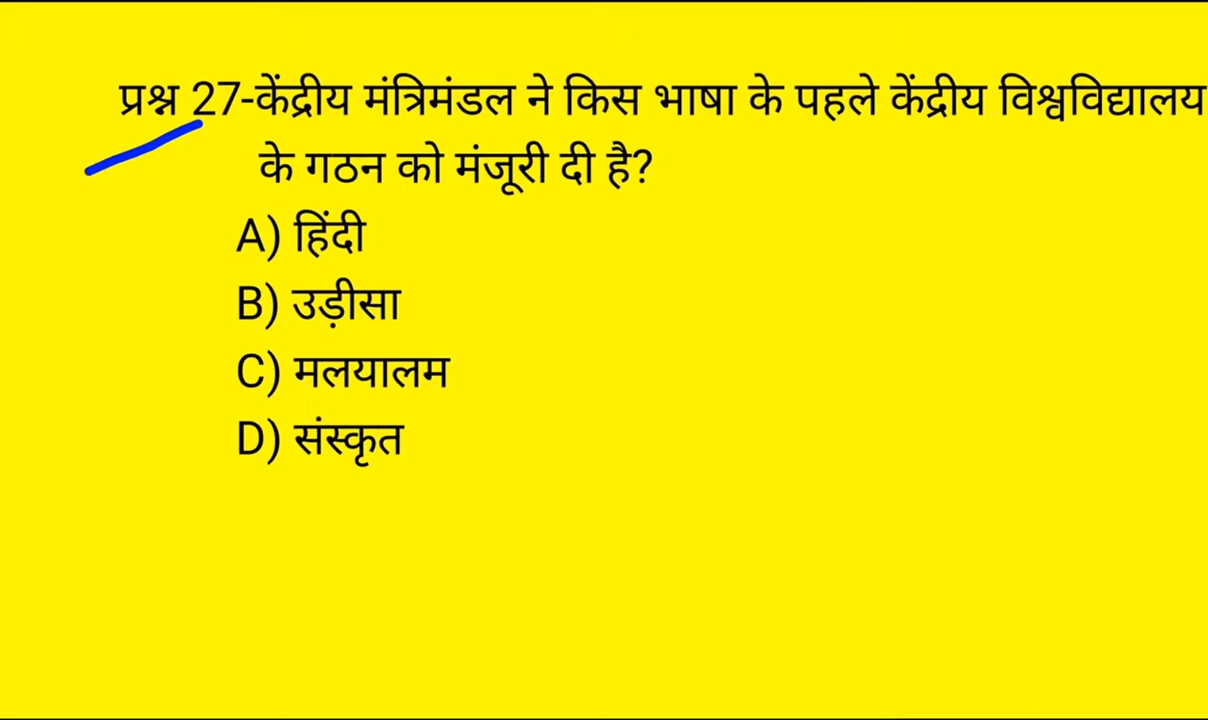 प्रश्न 27-केंद्रीय मंत्रिमंडल ने किस भाषा के पहले केंद्रीय विश्वविद्यालय
के गठन को मंजूरी दी है?
A) हिंदी
B) उड़ीसा
C) मलयालम
D) संस्कृत